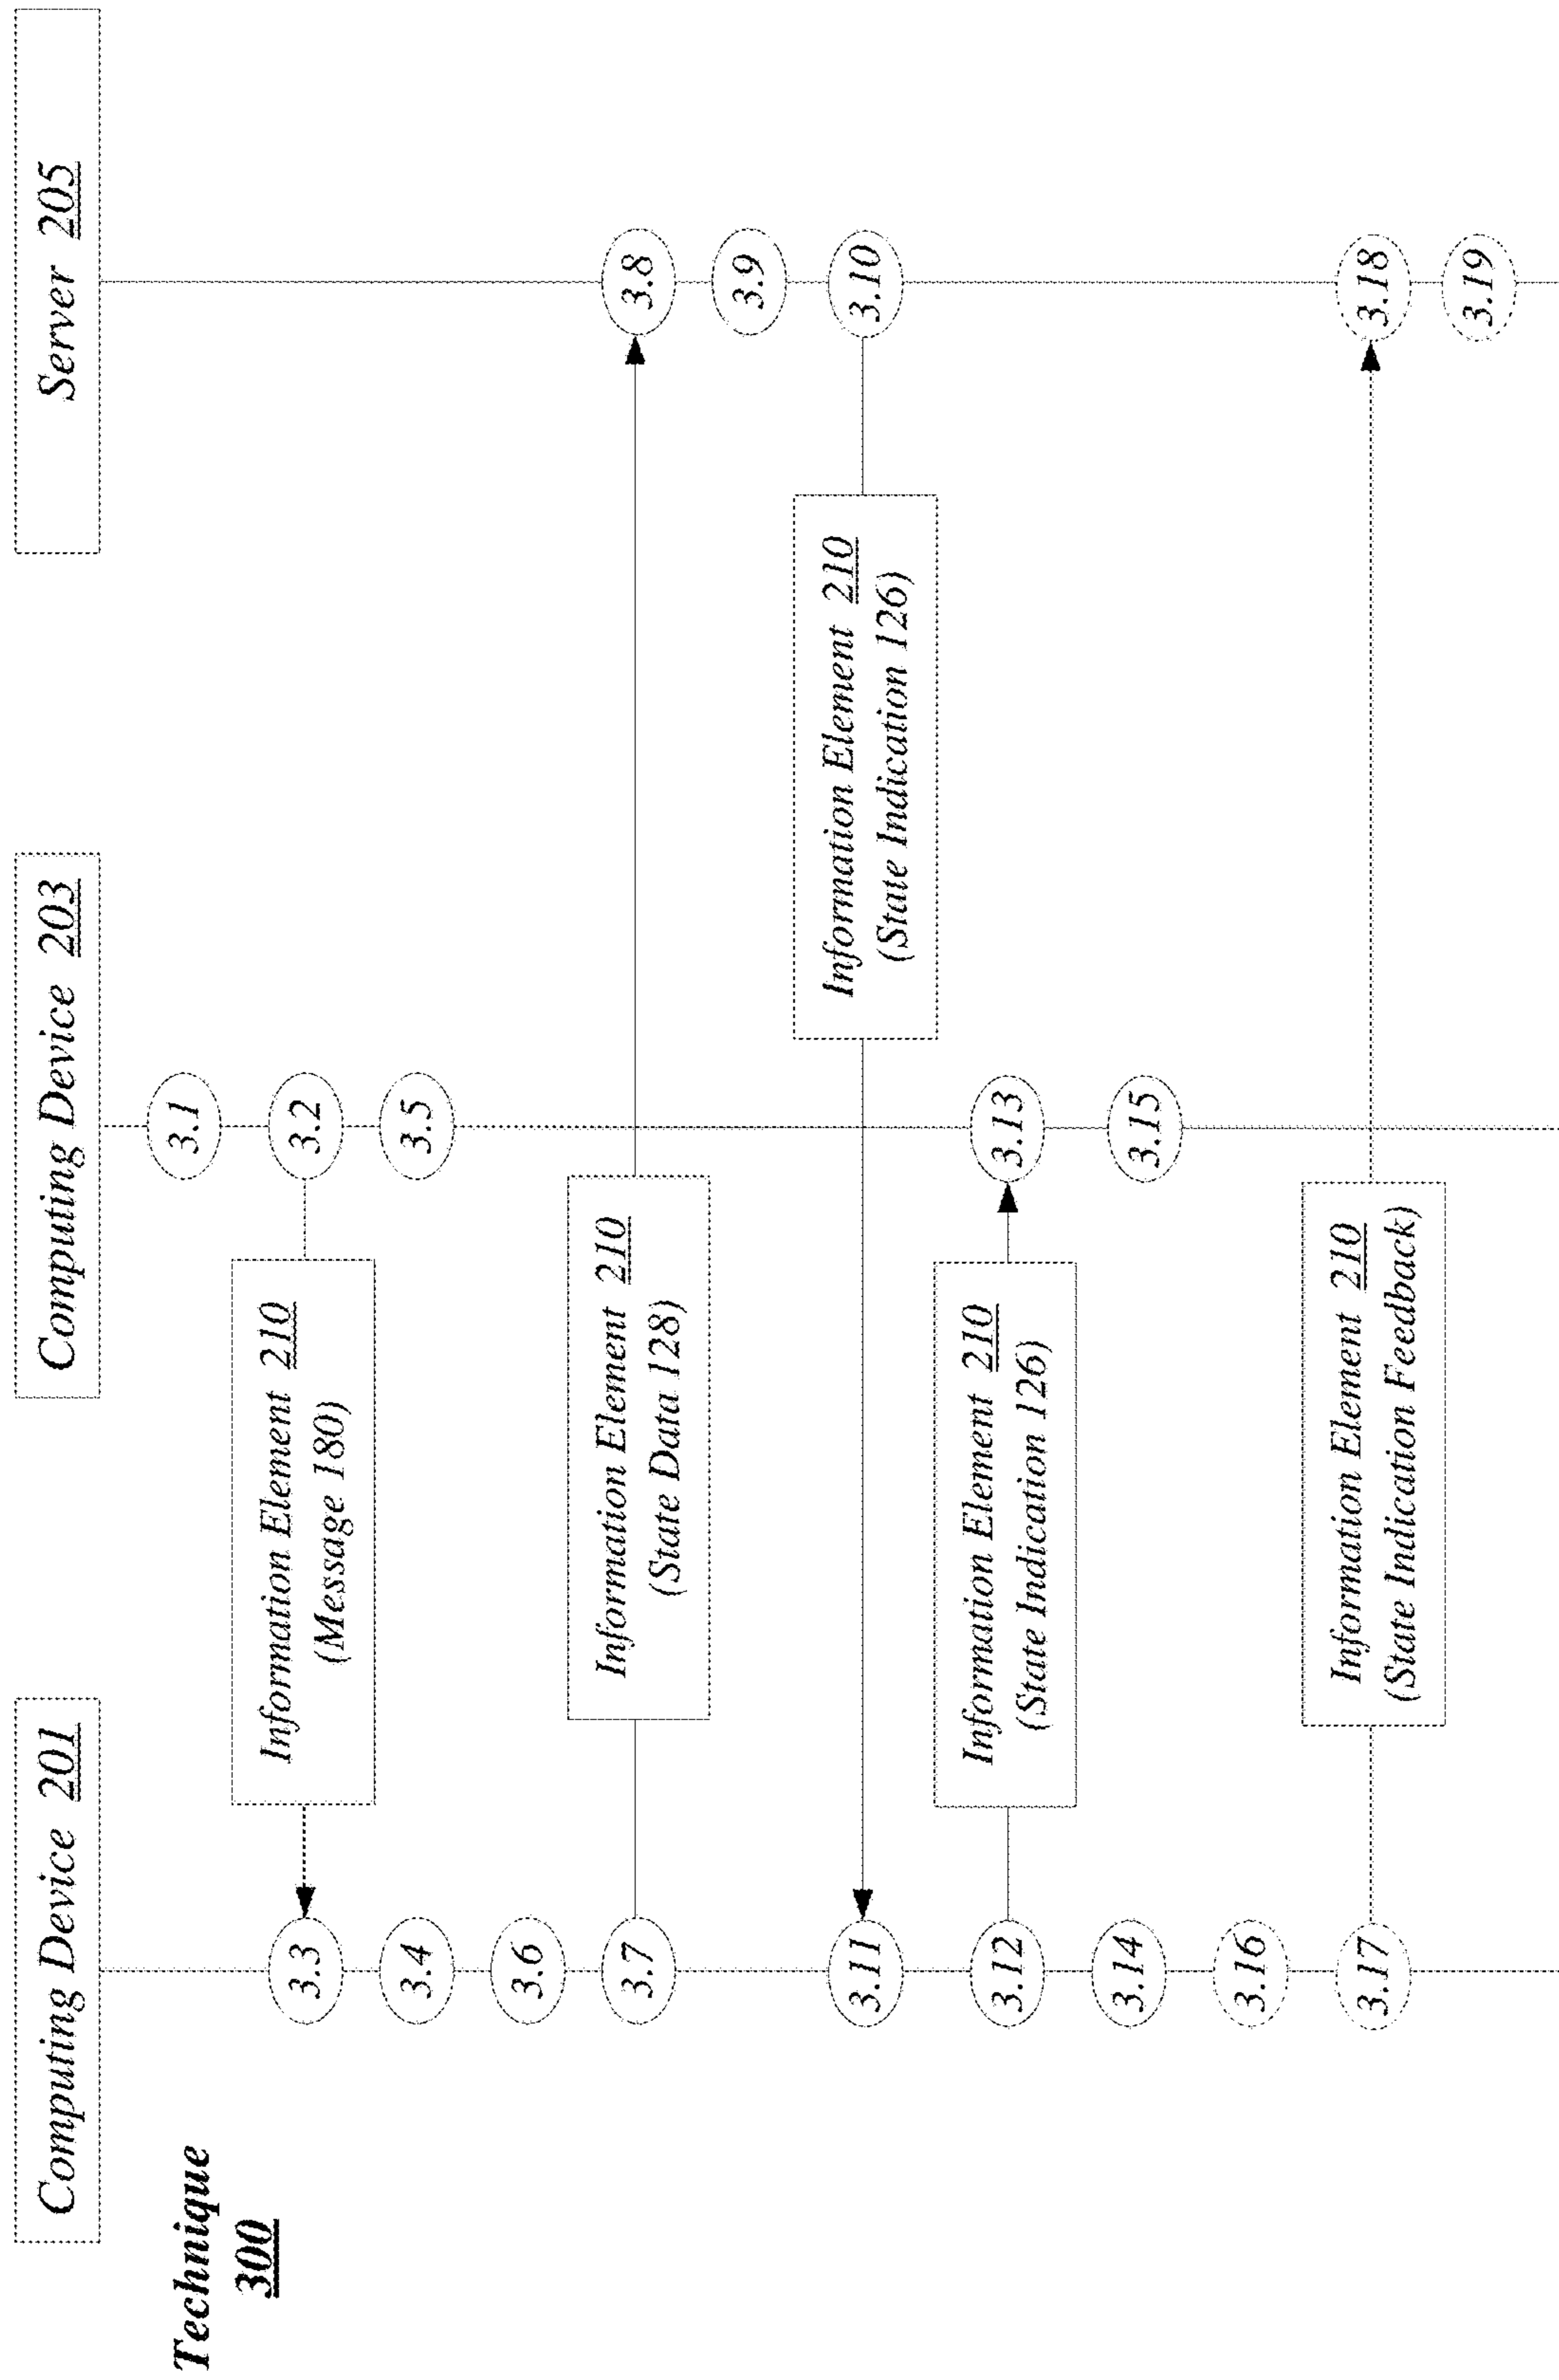 Technique
300
Computing Device 201
Computing Device 203
Server 205
3.1
Information Element 210
(Message 180)
3.3
3.2
3.4
3.5
3.6
Information Element 210
(State Data 128)
3.7
3.8
3.9
Information Element 210
(State Indication 126)
3.11
3.10
Information Element 210
(State Indication 126)
3.12
3.13
3.14
3.15
3.16
Information Element 210
(State Indication Feedback)
3.17
3.18
3.19